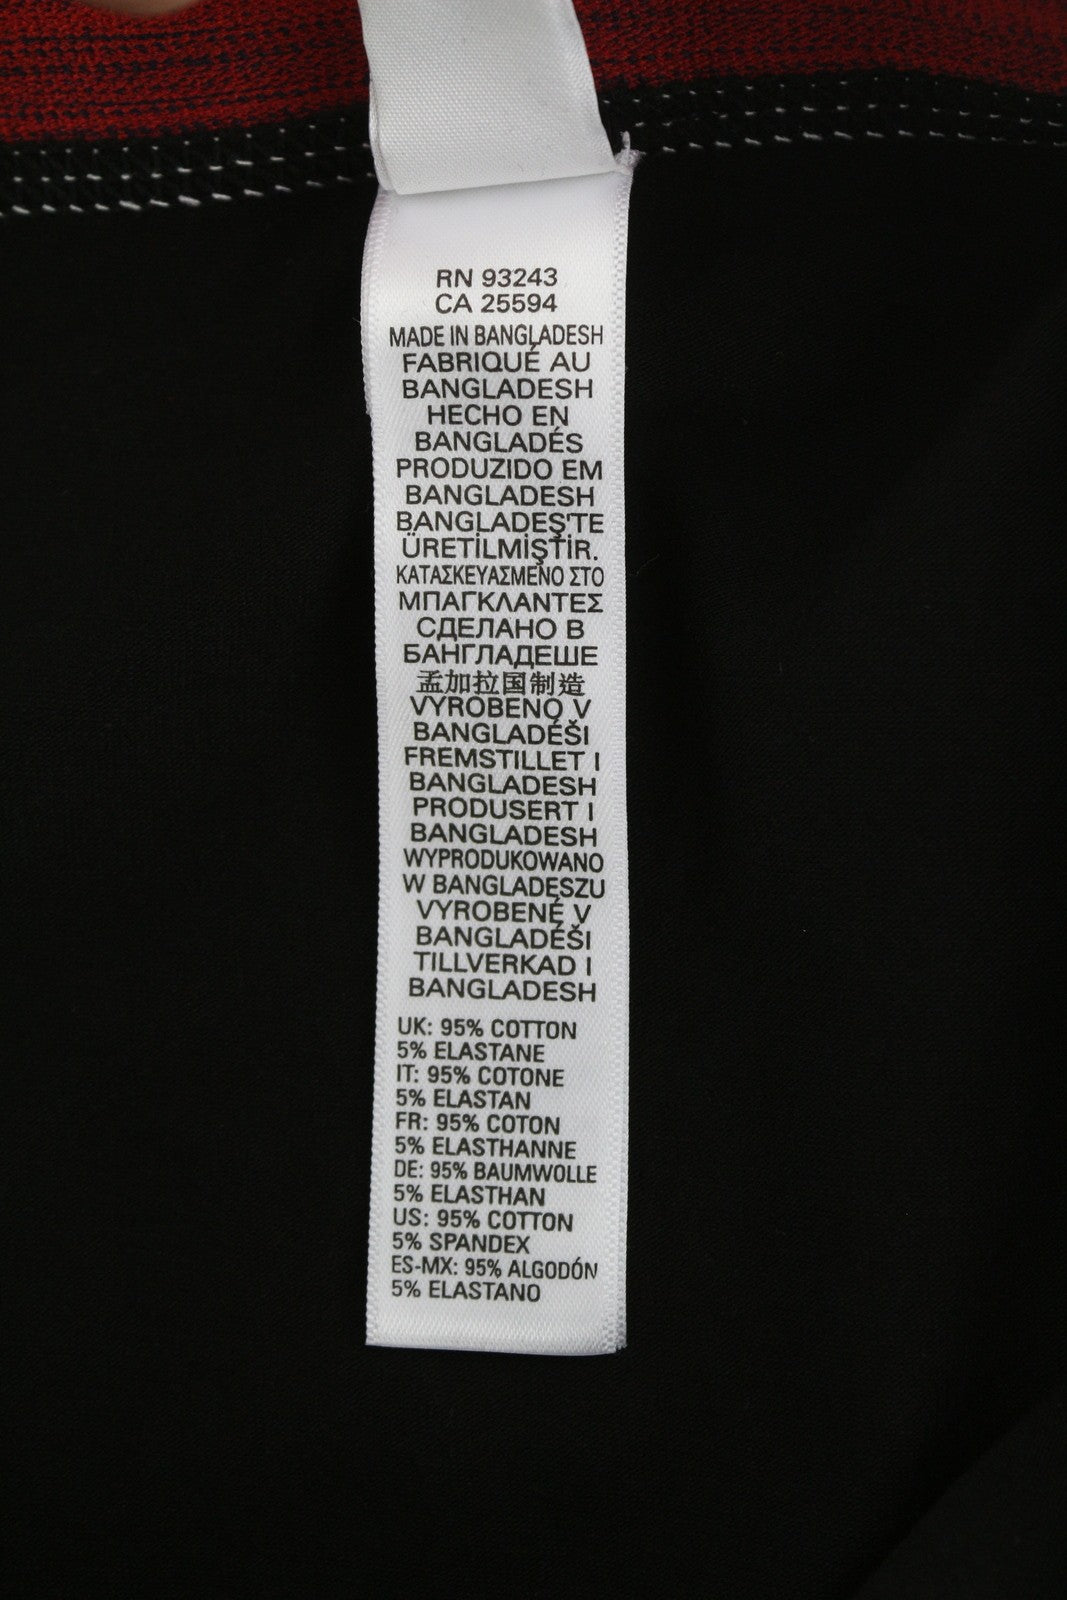 RN 93243
CA 25594
MADE IN BANGLADESH
FABRIQUÉ AU
BANGLADESH
HECHO EN
BANGLADÉS
PRODUZIDO EM
BANGLADESH
BANGLADEŞ'TE
ÜRETİLMİŞTİR.
ΚΑΤΑΣΚΕΥΑΣΜΕΝΟ ΣΤΟ
ΜΠΑΓΚΛΑΝΤΕΣ
СДЕЛАНО В
БАНГЛАДЕШЕ
孟加拉国制造
VYROBENO V
BANGLADÉŠI
FREMSTILLET I
BANGLADESH
PRODUSERT I
BANGLADESH
WYPRODUKOWANO
W BANGLADESZU
VYROBENÉ V
BANGLADÉŠI
TILLVERKAD I
BANGLADESH
UK: 95% COTTON
5% ELASTANE
IT: 95% COTONE
5% ELASTAN
FR: 95% COTON
5% ELASTHANNE
DE: 95% BAUMWOLLE
5% ELASTHAN
US: 95% COTTON
5% SPANDEX
ES-MX: 95% ALGODÓN
5% ELASTANO